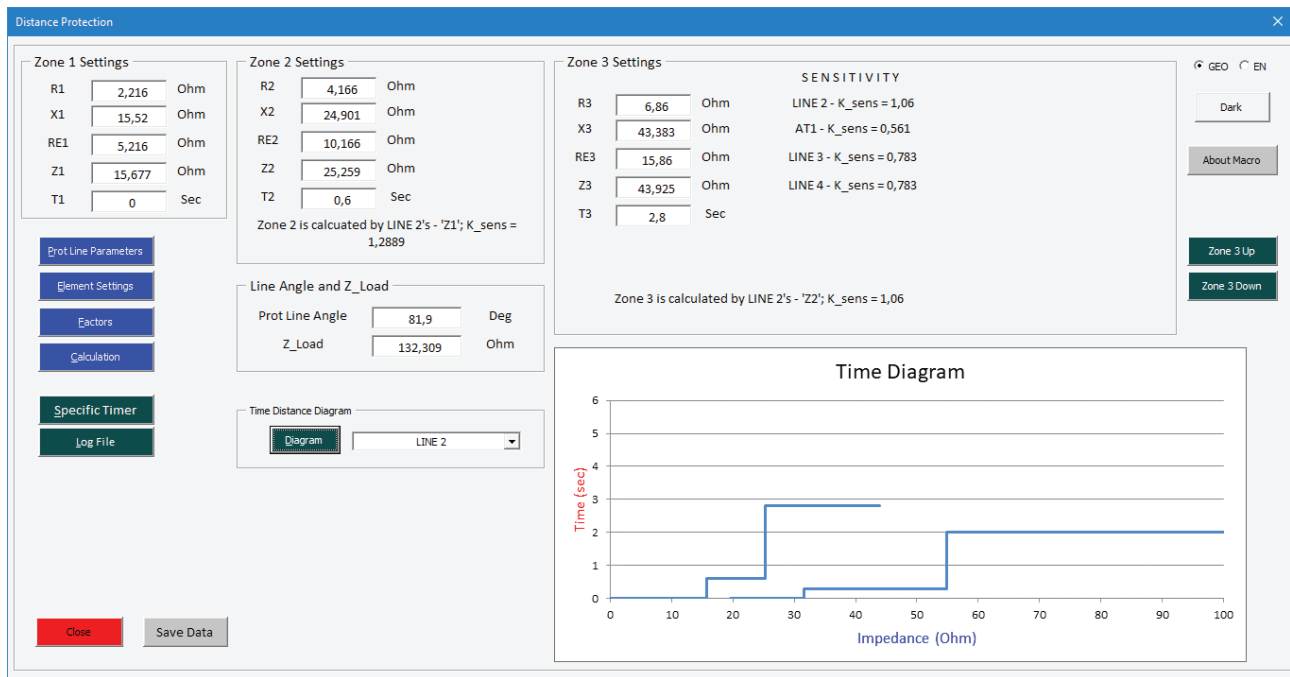 Distance Protection
Zone 1 Settings
R1 2,216 Ohm
X1 15,52 Ohm
RE1 5,216 Ohm
Z1 15,677 Ohm
T1 0 Sec
Prot Line Parameters
Element Settings
Factors
Calculation
Specific Timer
Log File
Close
Save Data
Zone 2 Settings
R2 4,166 Ohm
X2 24,901 Ohm
RE2 10,166 Ohm
Z2 25,259 Ohm
T2 0,6 Sec
Zone 2 is calcuated by LINE 2's - 'Z1'; K_sens =
1,2889
Line Angle and Z_Load
Prot Line Angle 81,9 Deg
Z_Load 132,309 Ohm
Time Distance Diagram
Diagram LINE 2
Zone 3 Settings
SENSITIVITY
R3 6,86 Ohm LINE 2 - K_sens = 1,06
X3 43,383 Ohm AT1 - K_sens = 0,561
RE3 15,86 Ohm LINE 3 - K_sens = 0,783
Z3 43,925 Ohm LINE 4 - K_sens = 0,783
T3 2,8 Sec
Zone 3 is calculated by LINE 2's - 'Z2'; K_sens = 1,06
GEO EN
Dark
About Macro
Zone 3 Up
Zone 3 Down
Time Diagram
Time (sec)
6
5
4
3
2
1
0
0 10 20 30 40 50 60 70 80 90 100
Impedance (Ohm)